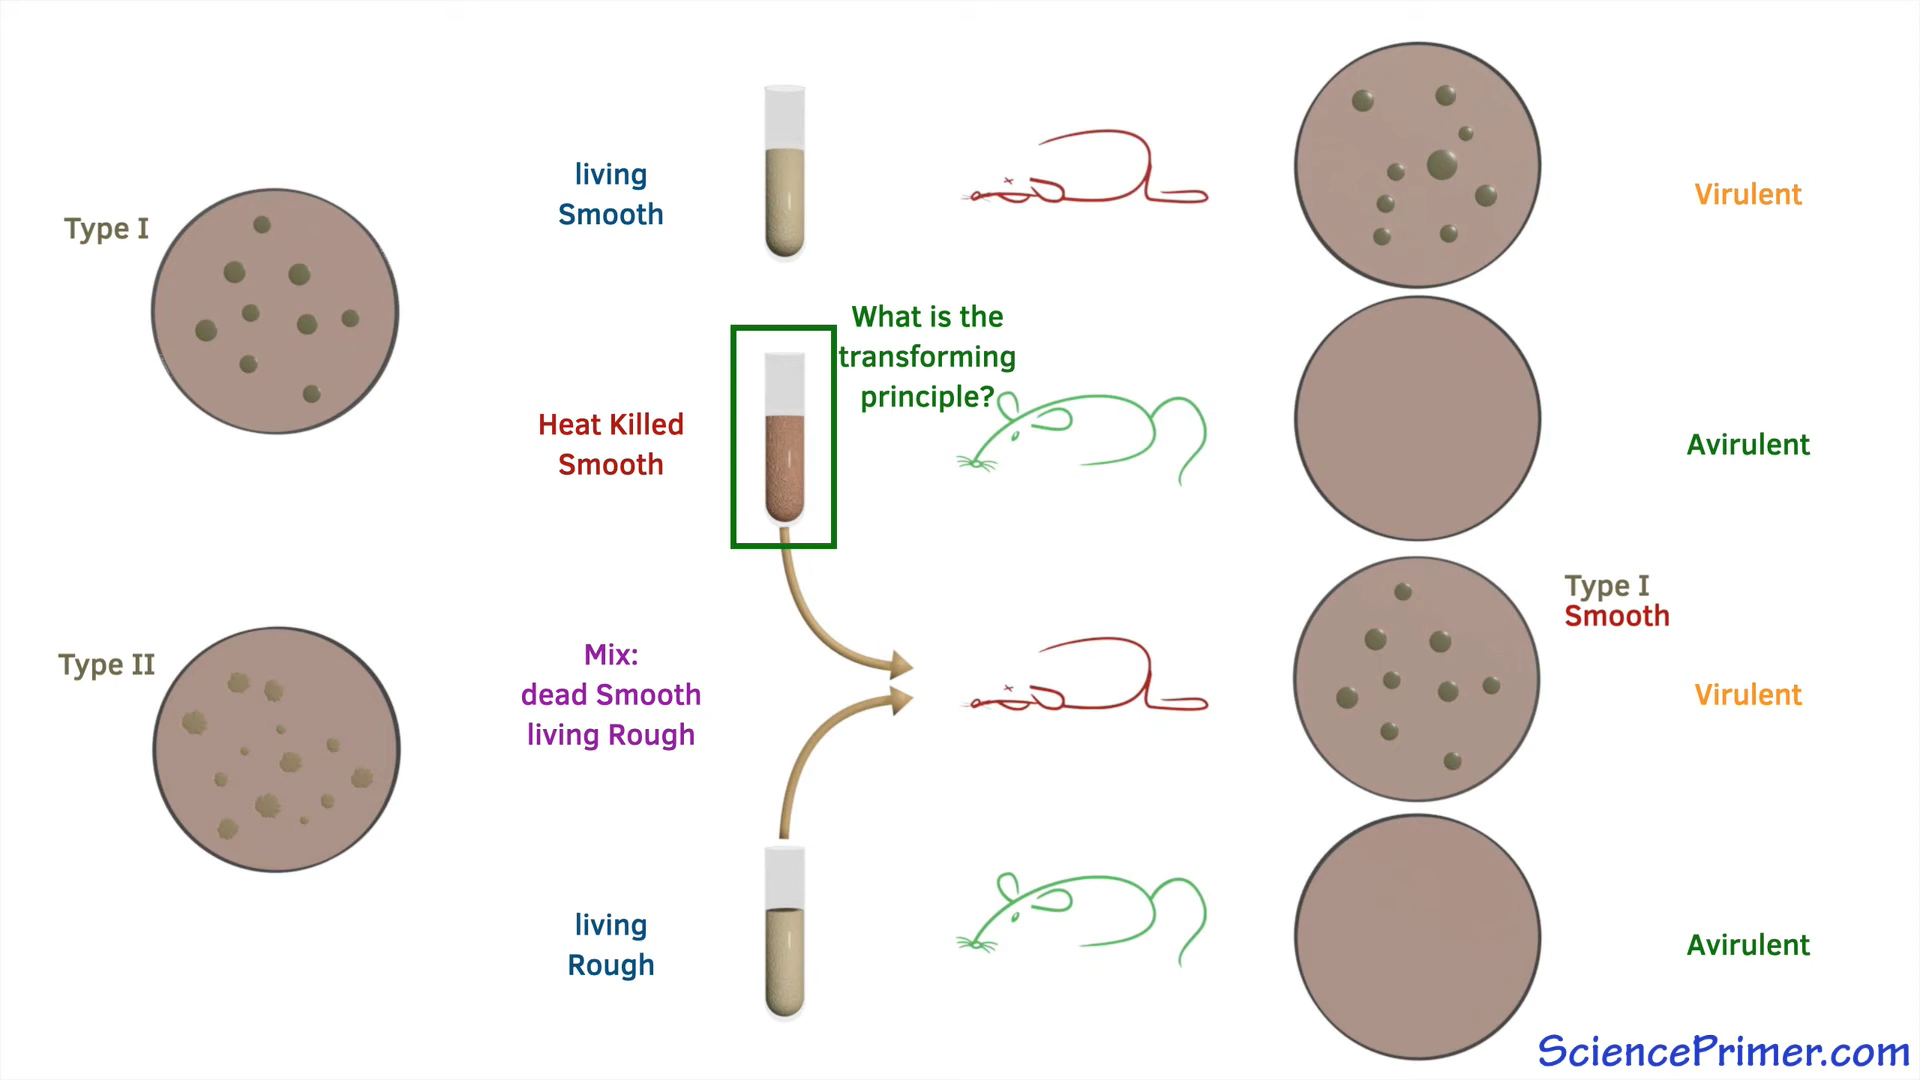 Type I
living
Smooth
Virulent
What is the
transforming
principle?
Heat Killed
Smooth
Avirulent
Type II
Mix:
dead Smooth
living Rough
Type I
Smooth
Virulent
living
Rough
Avirulent
SciencePrimer.com